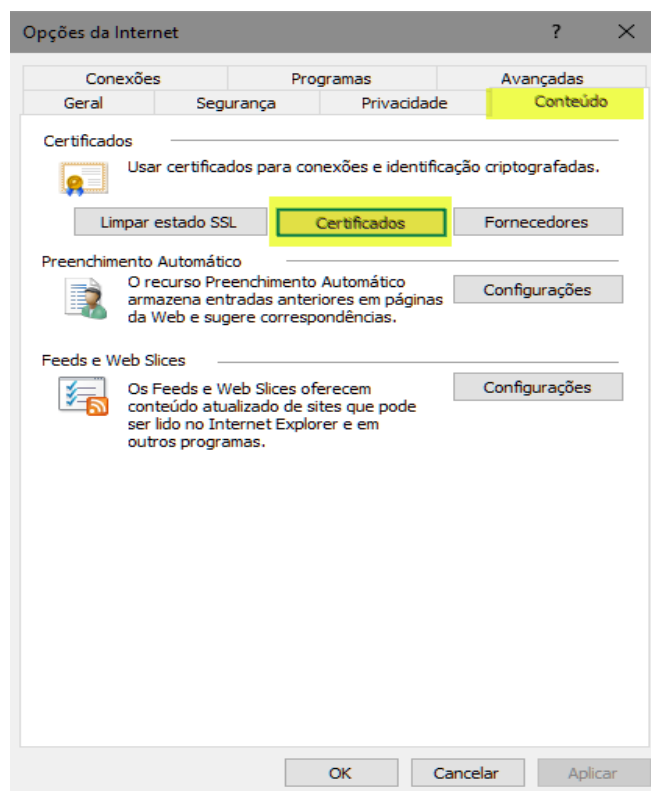 Opções da Internet ? X
Conexões Programas Avançadas
Geral Segurança Privacidade Conteúdo
Certificados
Usar certificados para conexões e identificação criptografadas.
Limpar estado SSL Certificados Fornecedores
Preenchimento Automático
O recurso Preenchimento Automático
armazena entradas anteriores em páginas
da Web e sugere correspondências.
Configurações
Feeds e Web Slices
Os Feeds e Web Slices oferecem
conteúdo atualizado de sites que pode
ser lido no Internet Explorer e em
outros programas.
Configurações
OK Cancelar Aplicar